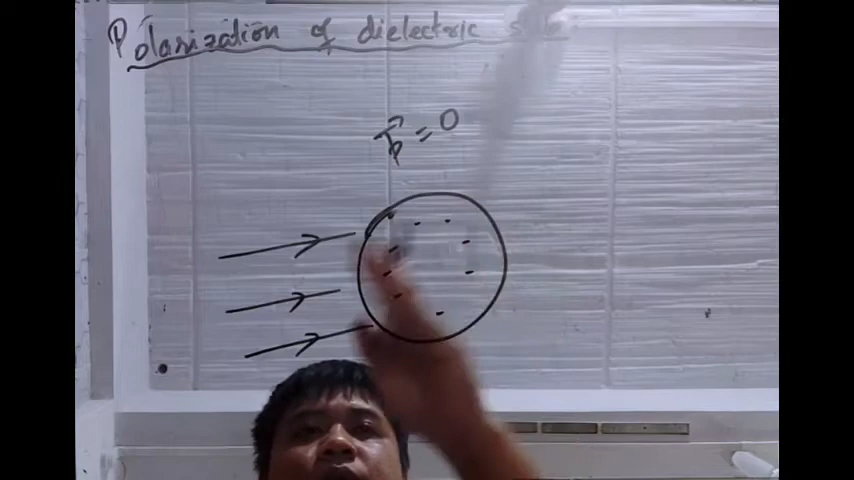 Polarization of dielectric
p⃗ = 0